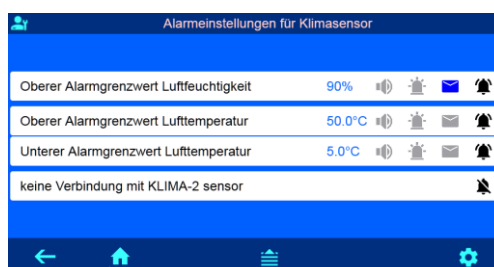 Alarmeinstellungen für Klimasensor
Oberer Alarmgrenzwert Luftfeuchtigkeit 90%
Oberer Alarmgrenzwert Lufttemperatur 50.0°C
Unterer Alarmgrenzwert Lufttemperatur 5.0°C
keine Verbindung mit KLIMA-2 sensor